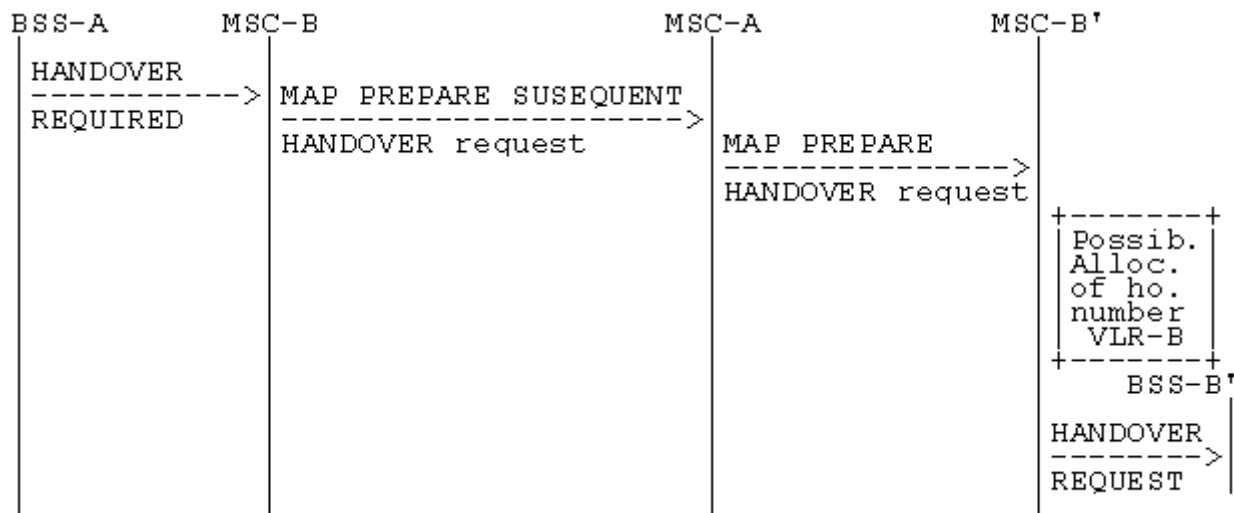 BSS-A MSC-B MSC-A MSC-B'
HANDOVER
REQUIRED
MAP PREPARE SUSEQUENT
HANDOVER request
MAP PREPARE
HANDOVER request
Possib.
Alloc.
of ho.
number
VLR-B
BSS-B'
HANDOVER
REQUEST